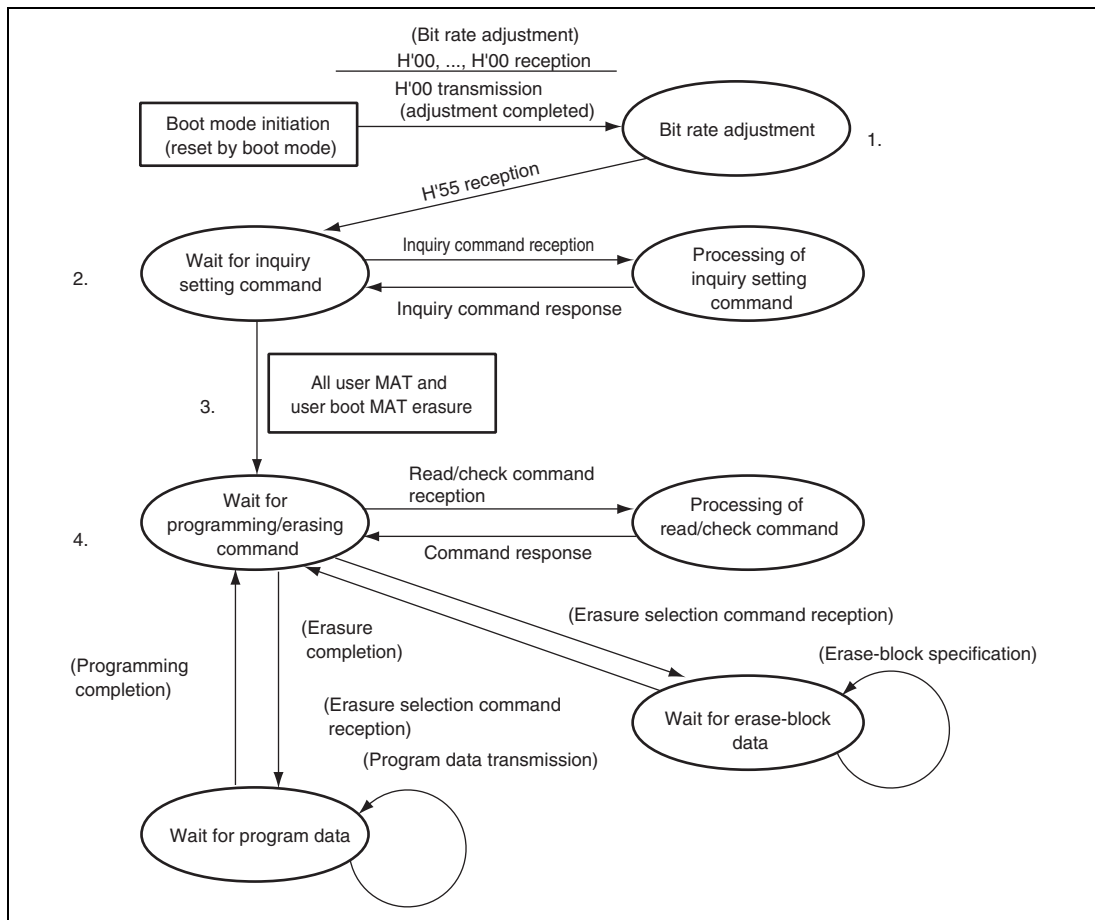 (Bit rate adjustment)
H'00, ..., H'00 reception
H'00 transmission
(adjustment completed)
Boot mode initiation
(reset by boot mode)
Bit rate adjustment
1.
H'55 reception
2.
Wait for inquiry
setting command
Inquiry command reception
Inquiry command response
Processing of
inquiry setting
command
3.
All user MAT and
user boot MAT erasure
4.
Wait for
programming/erasing
command
Read/check command
reception
Command response
Processing of
read/check command
(Erasure selection command reception)
(Erasure
completion)
(Programming
completion)
(Erase-block specification)
(Erasure selection command
reception)
Wait for erase-block
data
(Program data transmission)
Wait for program data